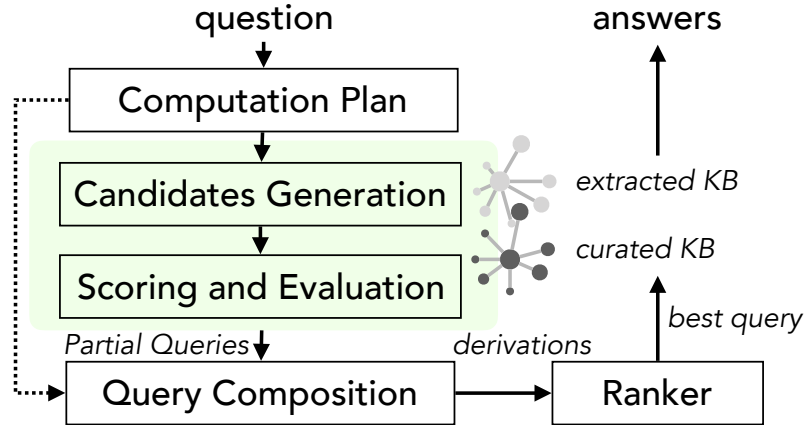 question
answers
Computation Plan
Candidates Generation
extracted KB
curated KB
Scoring and Evaluation
best query
Partial Queries
derivations
Query Composition
Ranker